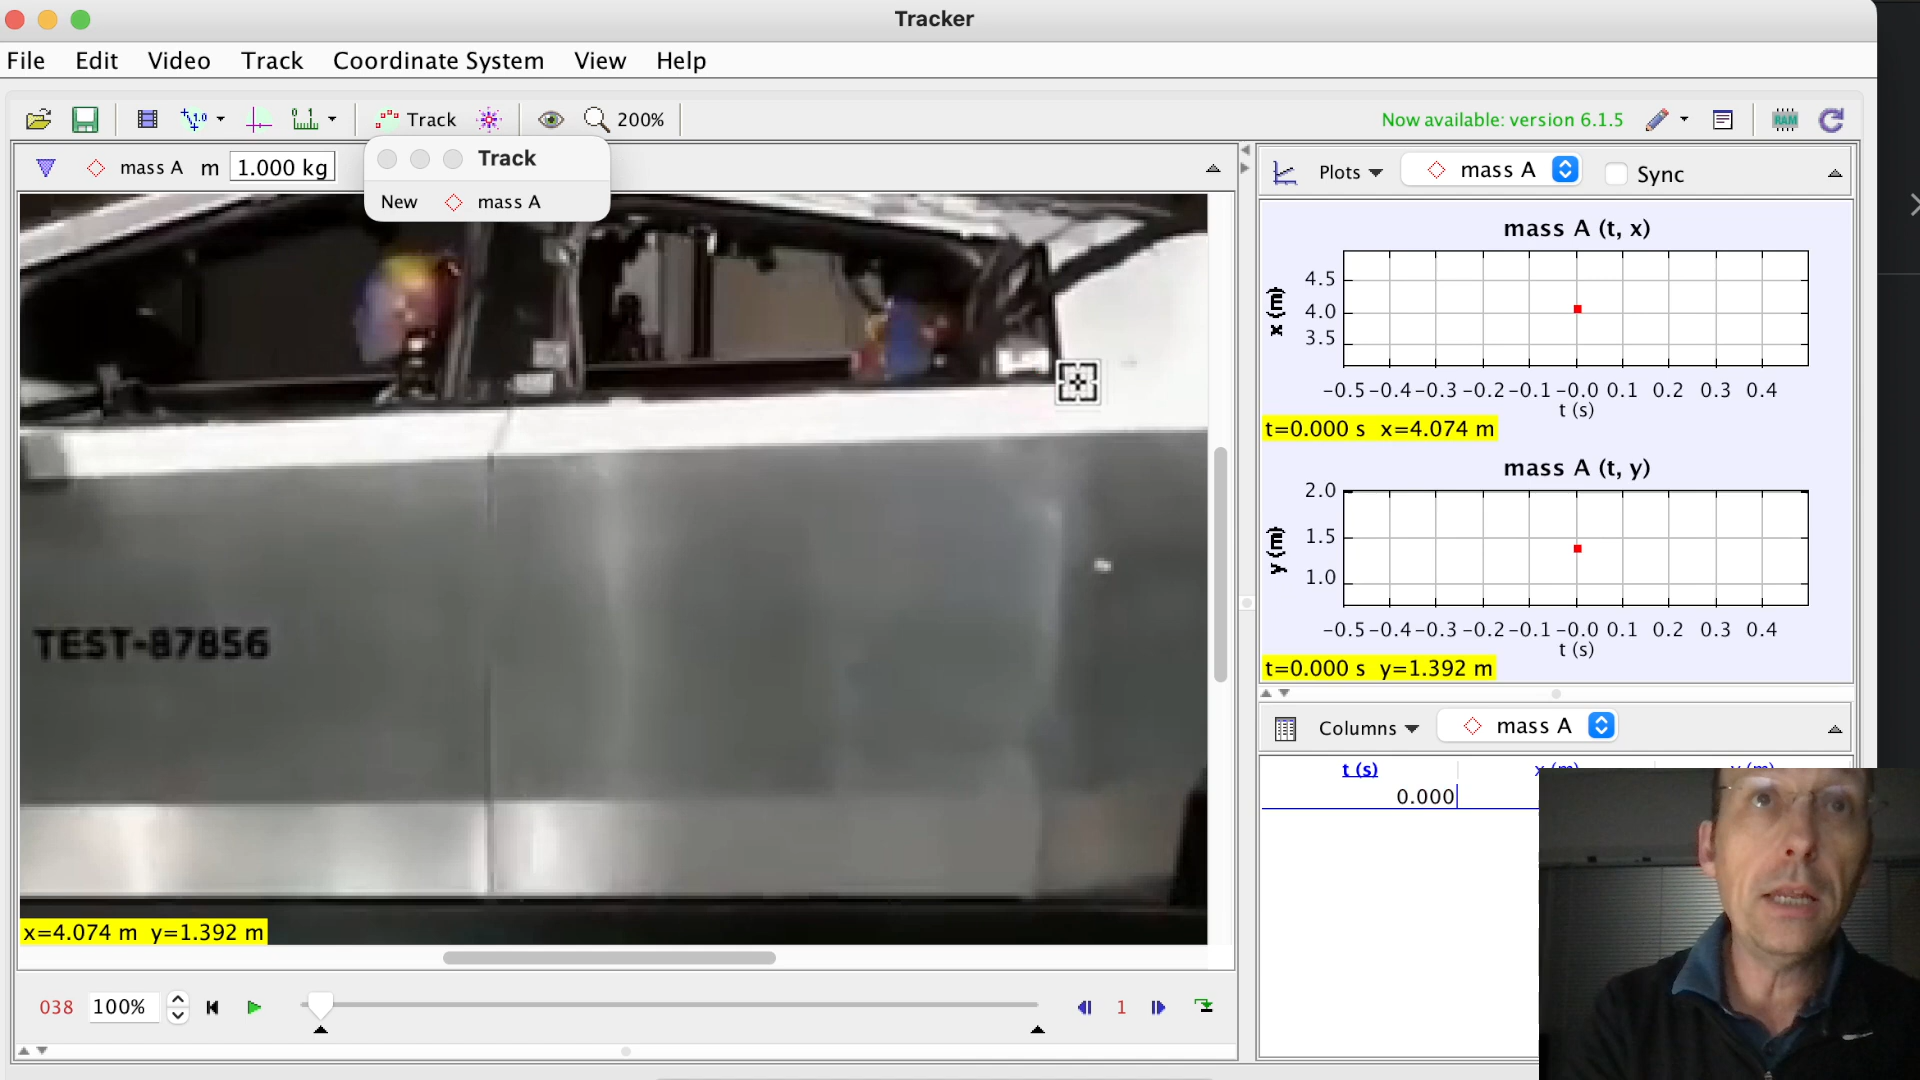 Tracker
File Edit Video Track Coordinate System View Help
Track 200% Now available: version 6.1.5 RAM
mass A m 1.000 kg
Track
New mass A
Plots mass A Sync
mass A (t, x)
4.5
4.0
3.5
x (m)
-0.5 -0.4 -0.3 -0.2 -0.1 -0.0 0.1 0.2 0.3 0.4
t (s)
t=0.000 s x=4.074 m
mass A (t, y)
2.0
1.5
1.0
y (m)
-0.5 -0.4 -0.3 -0.2 -0.1 -0.0 0.1 0.2 0.3 0.4
t (s)
t=0.000 s y=1.392 m
TEST-87856
Columns mass A
t (s)
0.000
x=4.074 m y=1.392 m
038 100% 1